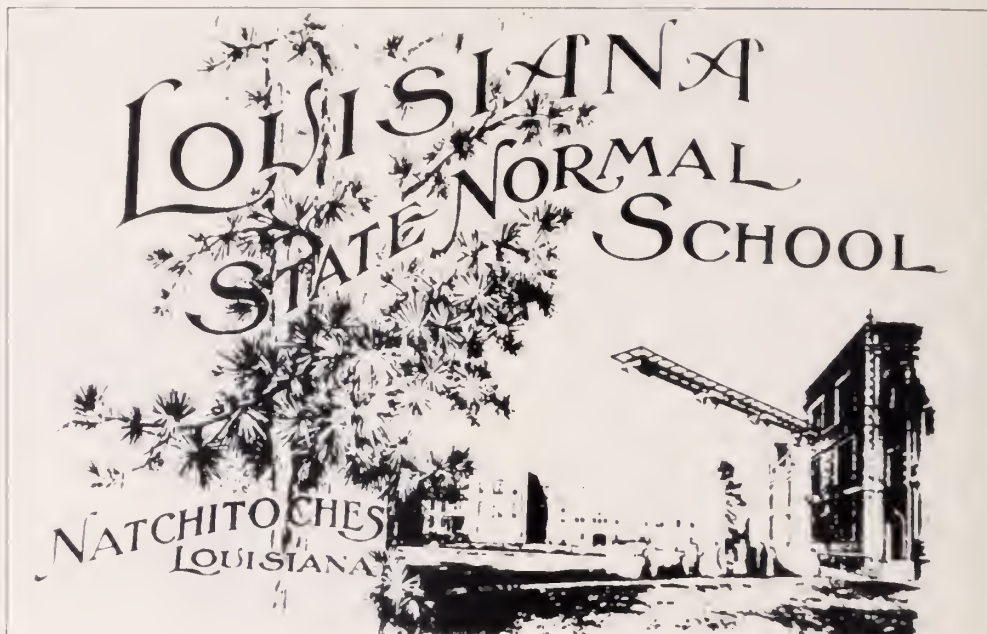 LOUISIANA
STATE NORMAL
SCHOOL
NATCHITOCHES
LOUISIANA